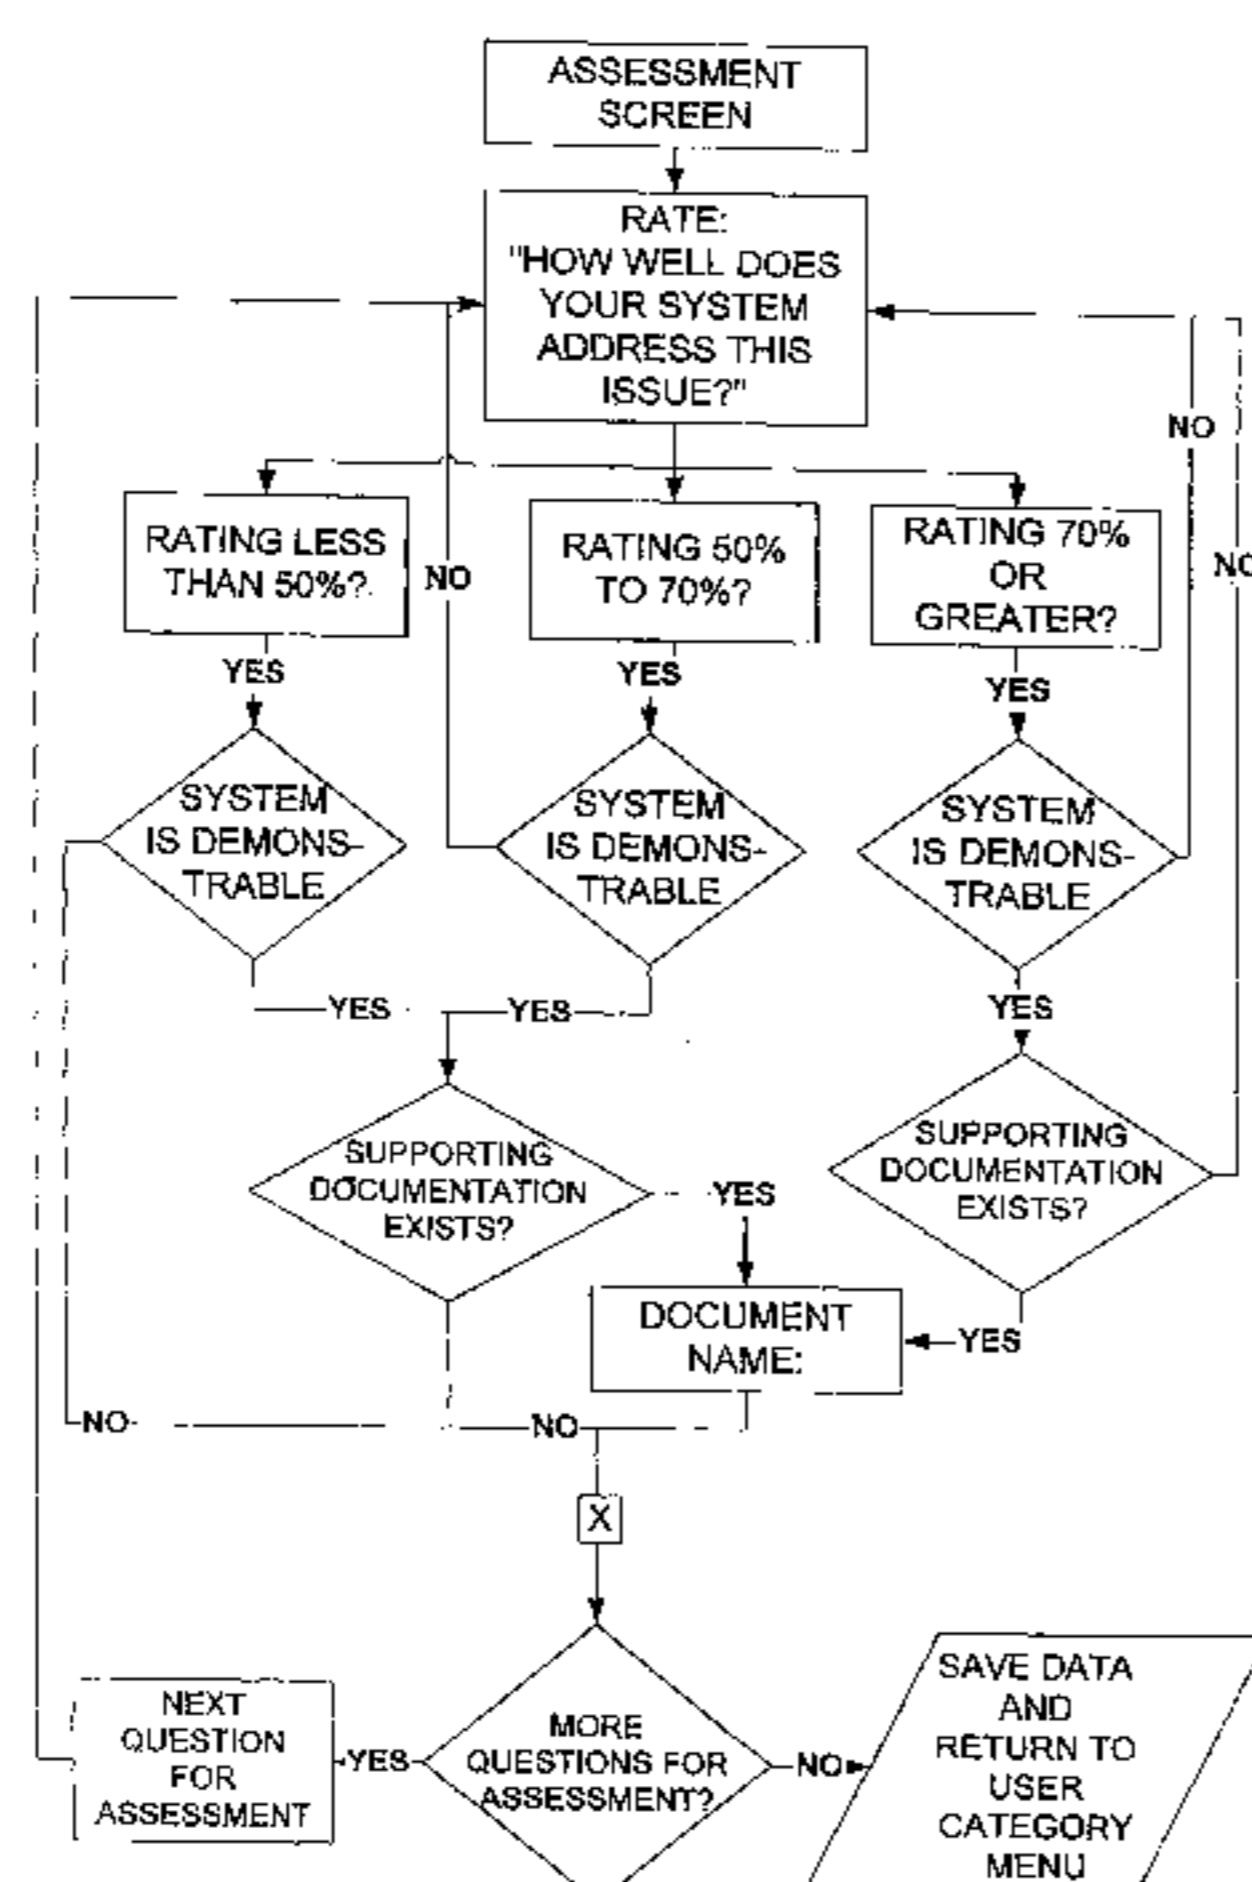 ASSESSMENT
SCREEN
RATE:
"HOW WELL DOES
YOUR SYSTEM
ADDRESS THIS
ISSUE?"
NO
RATING LESS
THAN 50%?
NO
RATING 50%
TO 70%?
RATING 70%
OR
GREATER?
NO
YES
YES
YES
SYSTEM
IS DEMONS-
TRABLE
SYSTEM
IS DEMONS-
TRABLE
SYSTEM
IS DEMONS-
TRABLE
YES
YES
YES
SUPPORTING
DOCUMENTATION
EXISTS?
YES
SUPPORTING
DOCUMENTATION
EXISTS?
DOCUMENT
NAME:
YES
NO
NO
X
NEXT
QUESTION
FOR
ASSESSMENT
YES
MORE
QUESTIONS FOR
ASSESSMENT?
NO
SAVE DATA
AND
RETURN TO
USER
CATEGORY
MENU